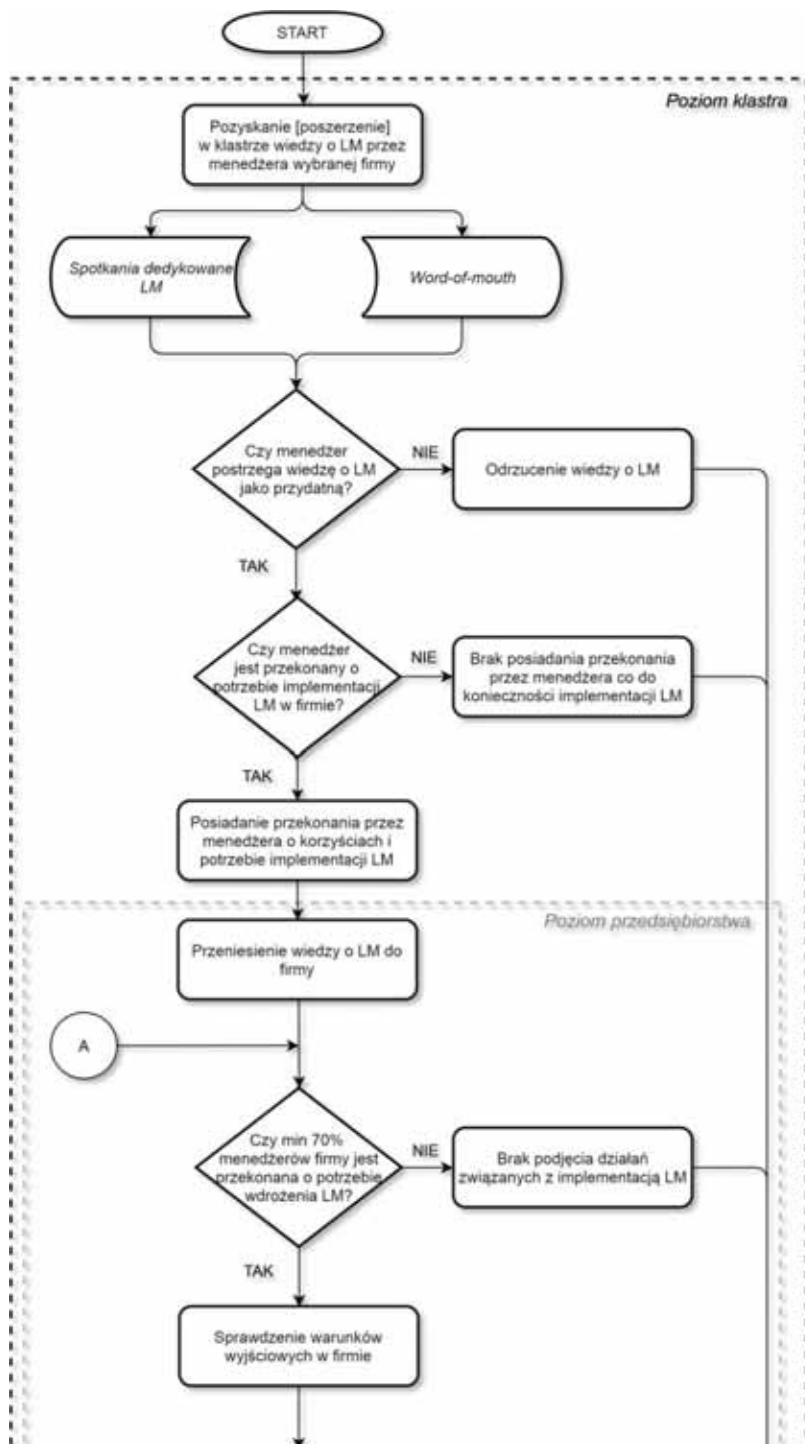 START
Poziom klastra
Pozyskanie [poszerzenie]
w klastrze wiedzy o LM przez
menedżera wybranej firmy
Spotkania dedykowane
LM
Word-of-mouth
Czy menedżer
postrzega wiedzę o LM
jako przydatną?
NIE
Odrzucenie wiedzy o LM
TAK
Czy menedżer
jest przekonany o
potrzebie implementacji
LM w firmie?
NIE
Brak posiadania przekonania
przez menedżera co do
konieczności implementacji LM
TAK
Posiadanie przekonania przez
menedżera o korzyściach i
potrzebie implementacji LM
Poziom przedsiębiorstwa
Przeniesienie wiedzy o LM do
firmy
A
Czy min 70%
menedżerów firmy jest
przekonana o potrzebie
wdrożenia LM?
NIE
Brak podjęcia działań
związanych z implementacją LM
TAK
Sprawdzenie warunków
wyjściowych w firmie